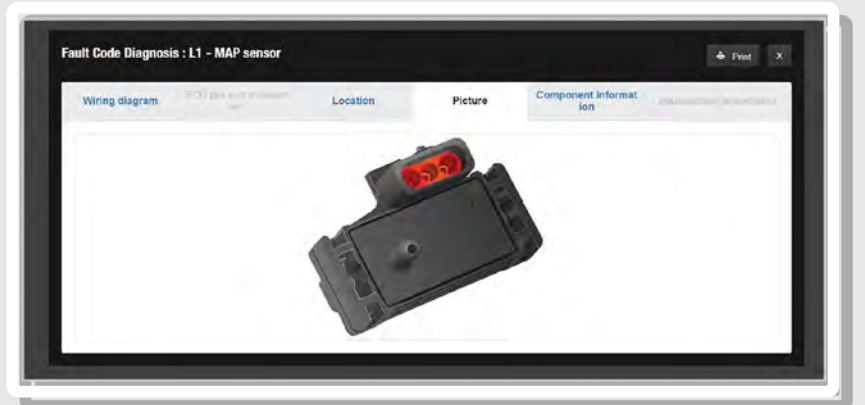 Fault Code Diagnosis : L1 - MAP sensor
Print X
Wiring diagram
Location
Picture
Component Informat
ion